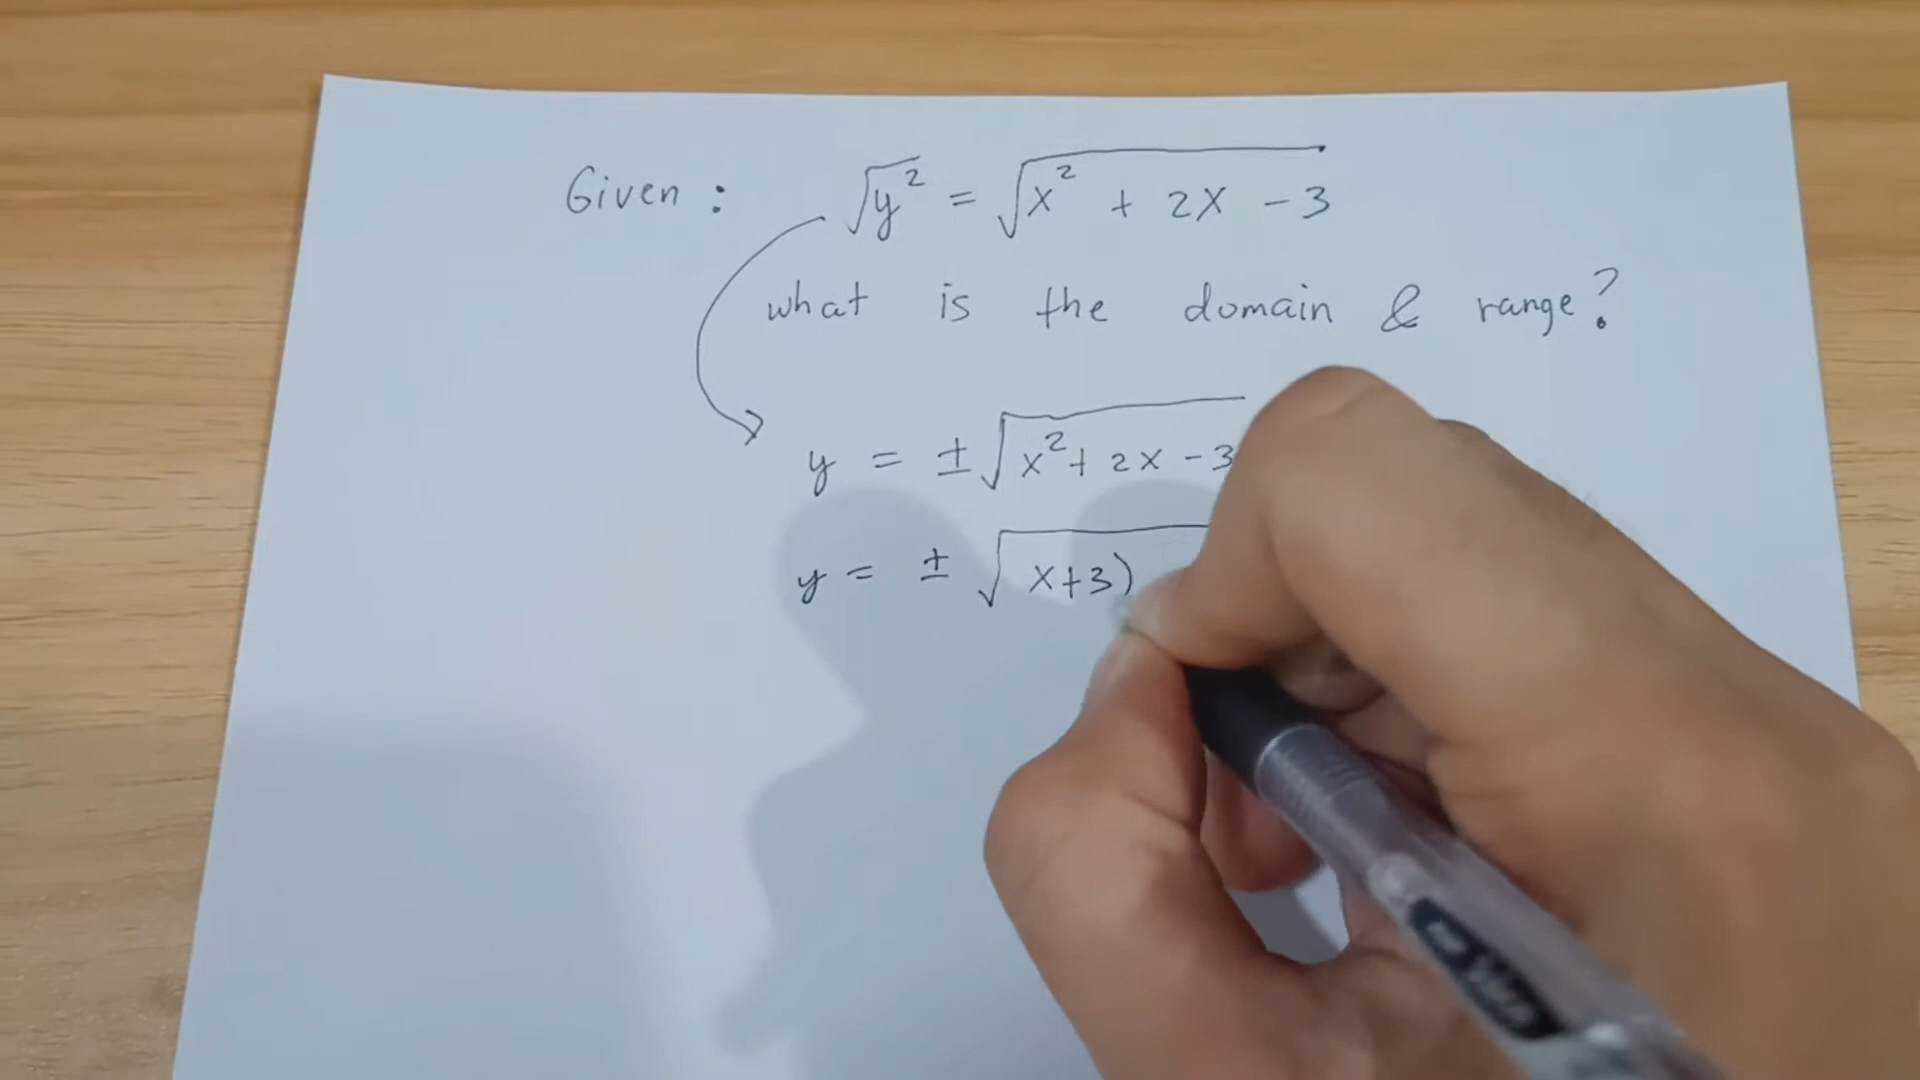 Given : √y² = √x² + 2x - 3
what is the domain & range?
y = ±√x² + 2x - 3
y = ± √x+3)